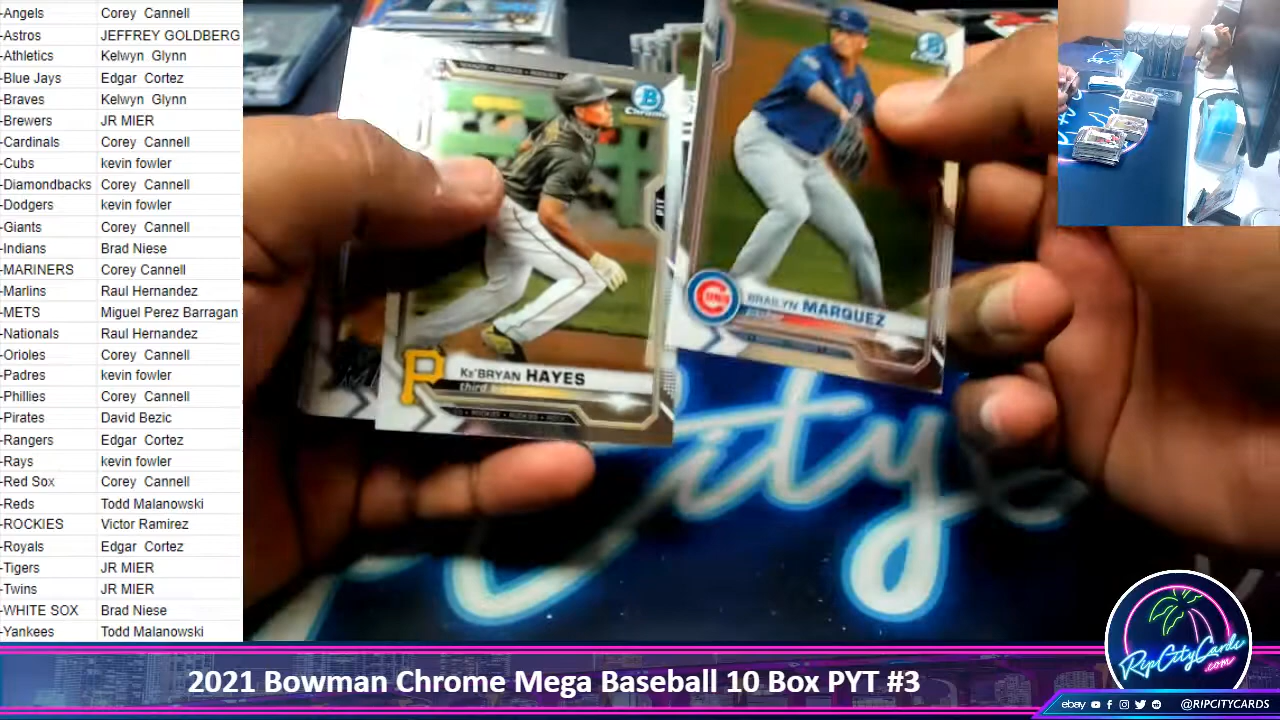 -Angels Corey Cannell
-Astros JEFFREY GOLDBERG
-Athletics Kelwyn Glynn
-Blue Jays Edgar Cortez
-Braves Kelwyn Glynn
-Brewers JR MIER
-Cardinals Corey Cannell
-Cubs kevin fowler
-Diamondbacks Corey Cannell
-Dodgers kevin fowler
-Giants Corey Cannell
-Indians Brad Niese
-MARINERS Corey Cannell
-Marlins Raul Hernandez
-METS Miguel Perez Barragan
-Nationals Raul Hernandez
-Orioles Corey Cannell
-Padres kevin fowler
-Phillies Corey Cannell
-Pirates David Bezic
-Rangers Edgar Cortez
-Rays kevin fowler
-Red Sox Corey Cannell
-Reds Todd Malanowski
-ROCKIES Victor Ramirez
-Royals Edgar Cortez
-Tigers JR MIER
-Twins JR MIER
-WHITE SOX Brad Niese
-Yankees Todd Malanowski
B
Chrome
PIT
P
KE'BRYAN HAYES
third
B
CUBS
BRAILYN MARQUEZ
City
RipCityCards
.com
2021 Bowman Chrome Mega Baseball 10 Box PYT #3
ebay @RIPCITYCARDS